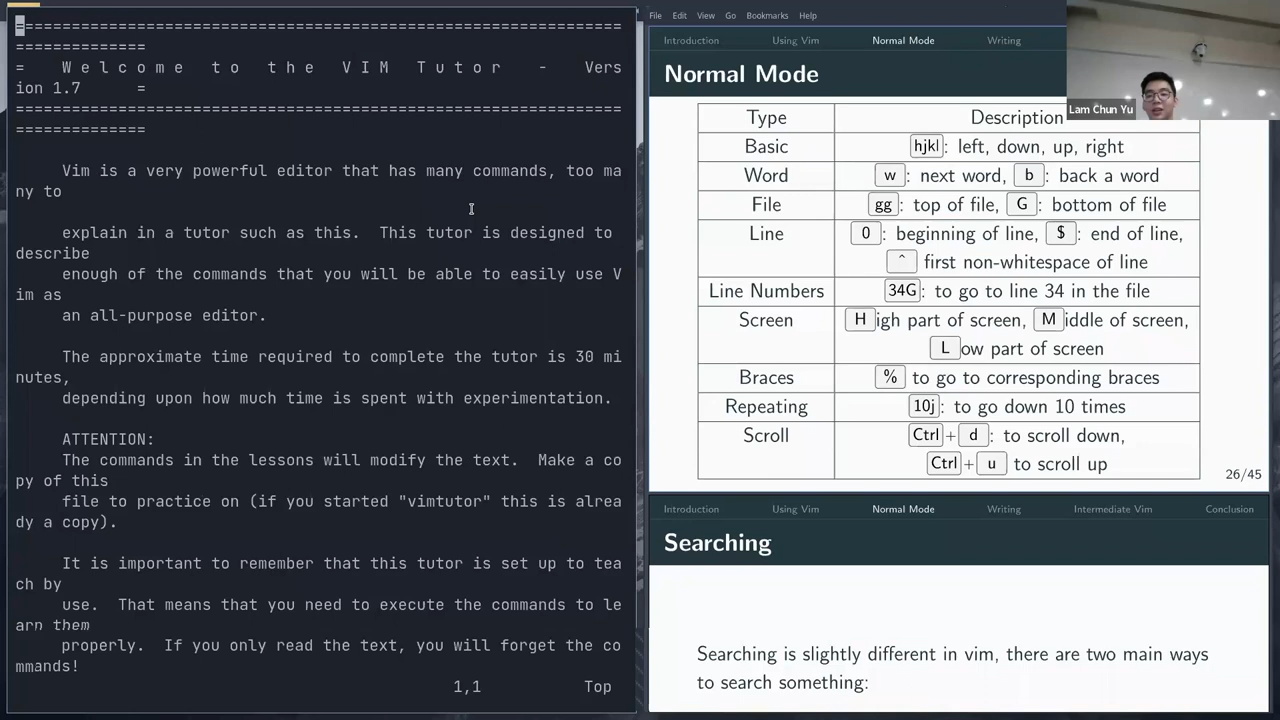 ===========================================================
==============
=   W e l c o m e   t o   t h e   V I M   T u t o r   -   Vers
ion 1.7      =
===========================================================
==============
Vim is a very powerful editor that has many commands, too ma
ny to
explain in a tutor such as this.  This tutor is designed to
describe
enough of the commands that you will be able to easily use V
im as
an all-purpose editor.
The approximate time required to complete the tutor is 30 mi
nutes,
depending upon how much time is spent with experimentation.
ATTENTION:
The commands in the lessons will modify the text.  Make a co
py of this
file to practice on (if you started "vimtutor" this is alrea
dy a copy).
It is important to remember that this tutor is set up to tea
ch by
use.  That means that you need to execute the commands to le
arn them
properly.  If you only read the text, you will forget the co
mmands!
1,1 Top
File Edit View Go Bookmarks Help
Introduction Using Vim Normal Mode Writing
Lam Chun Yu
Normal Mode
Type Description
Basic hjkl: left, down, up, right
Word w: next word, b: back a word
File gg: top of file, G: bottom of file
Line 0: beginning of line, $: end of line,
^ first non-whitespace of line
Line Numbers 34G: to go to line 34 in the file
Screen High part of screen, Middle of screen,
Low part of screen
Braces % to go to corresponding braces
Repeating 10j: to go down 10 times
Scroll Ctrl+d: to scroll down,
Ctrl+u to scroll up
26/45
Introduction Using Vim Normal Mode Writing Intermediate Vim Conclusion
Searching
Searching is slightly different in vim, there are two main ways
to search something: